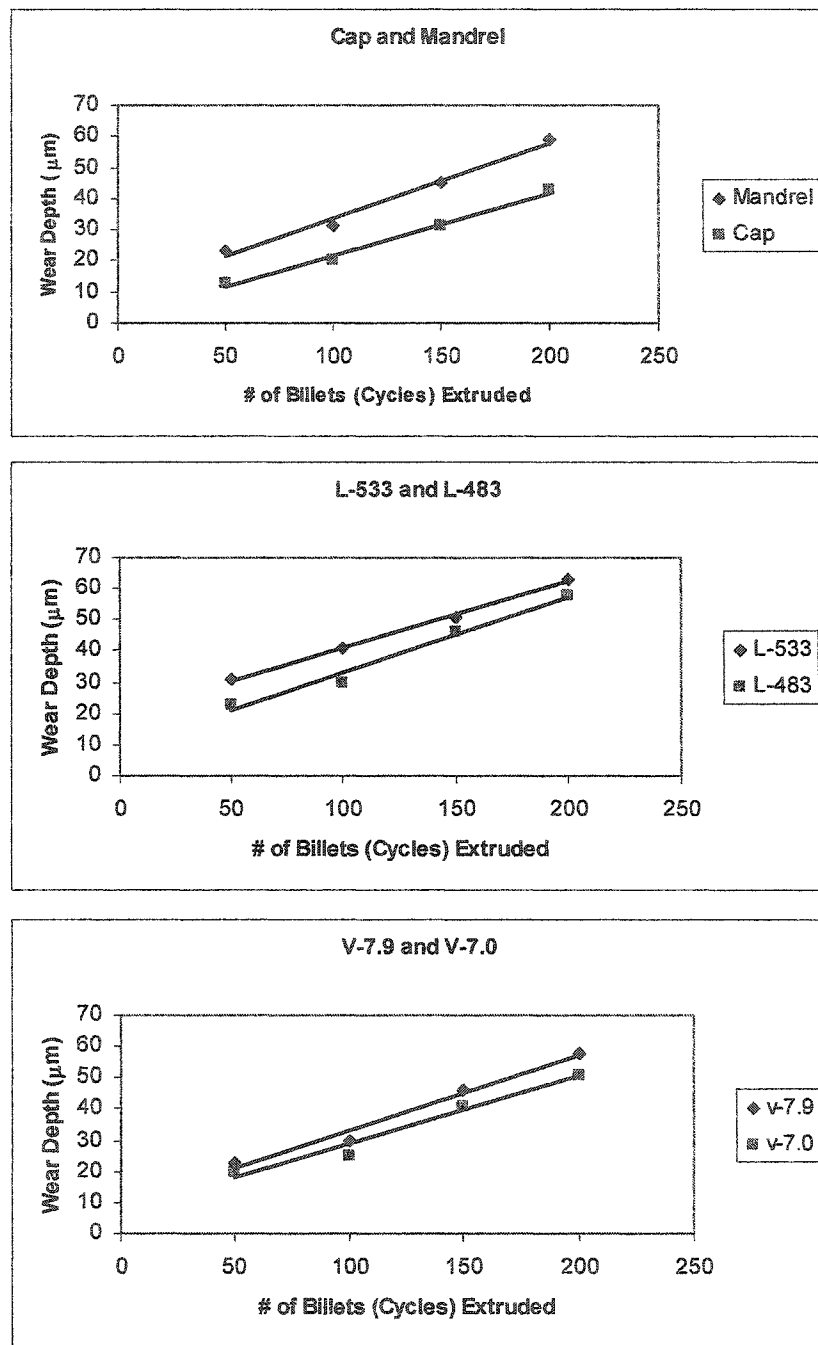 Cap and Mandrel
70
60
50
40
30
20
10
0
Wear Depth (μm)
0 50 100 150 200 250
# of Billets (Cycles) Extruded
Mandrel
Cap
L-533 and L-483
70
60
50
40
30
20
10
0
Wear Depth (μm)
0 50 100 150 200 250
# of Billets (Cycles) Extruded
L-533
L-483
V-7.9 and V-7.0
70
60
50
40
30
20
10
0
Wear Depth (μm)
0 50 100 150 200 250
# of Billets (Cycles) Extruded
v-7.9
v-7.0